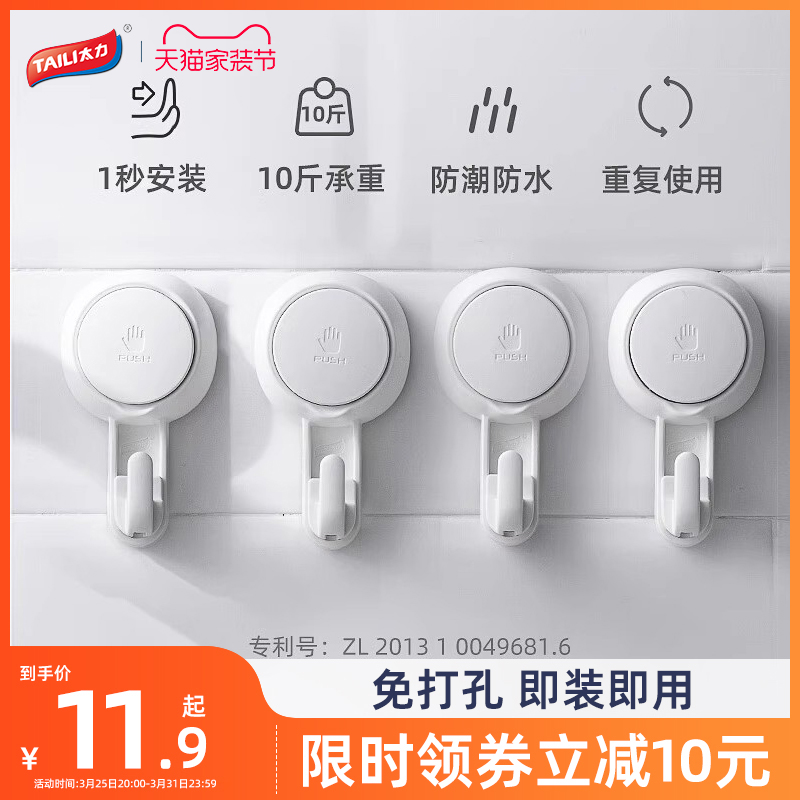 TAILI太力
®
天猫家装节
10斤
1秒安装
10斤承重
防潮防水
重复使用
PUSH
PUSH
PUSH
PUSH
专利号：ZL 2013 1 0049681.6
到手价
¥ 11.9 起
活动时间:3月25日20:00-3月31日23:59
免打孔 即装即用
限时领券立减10元